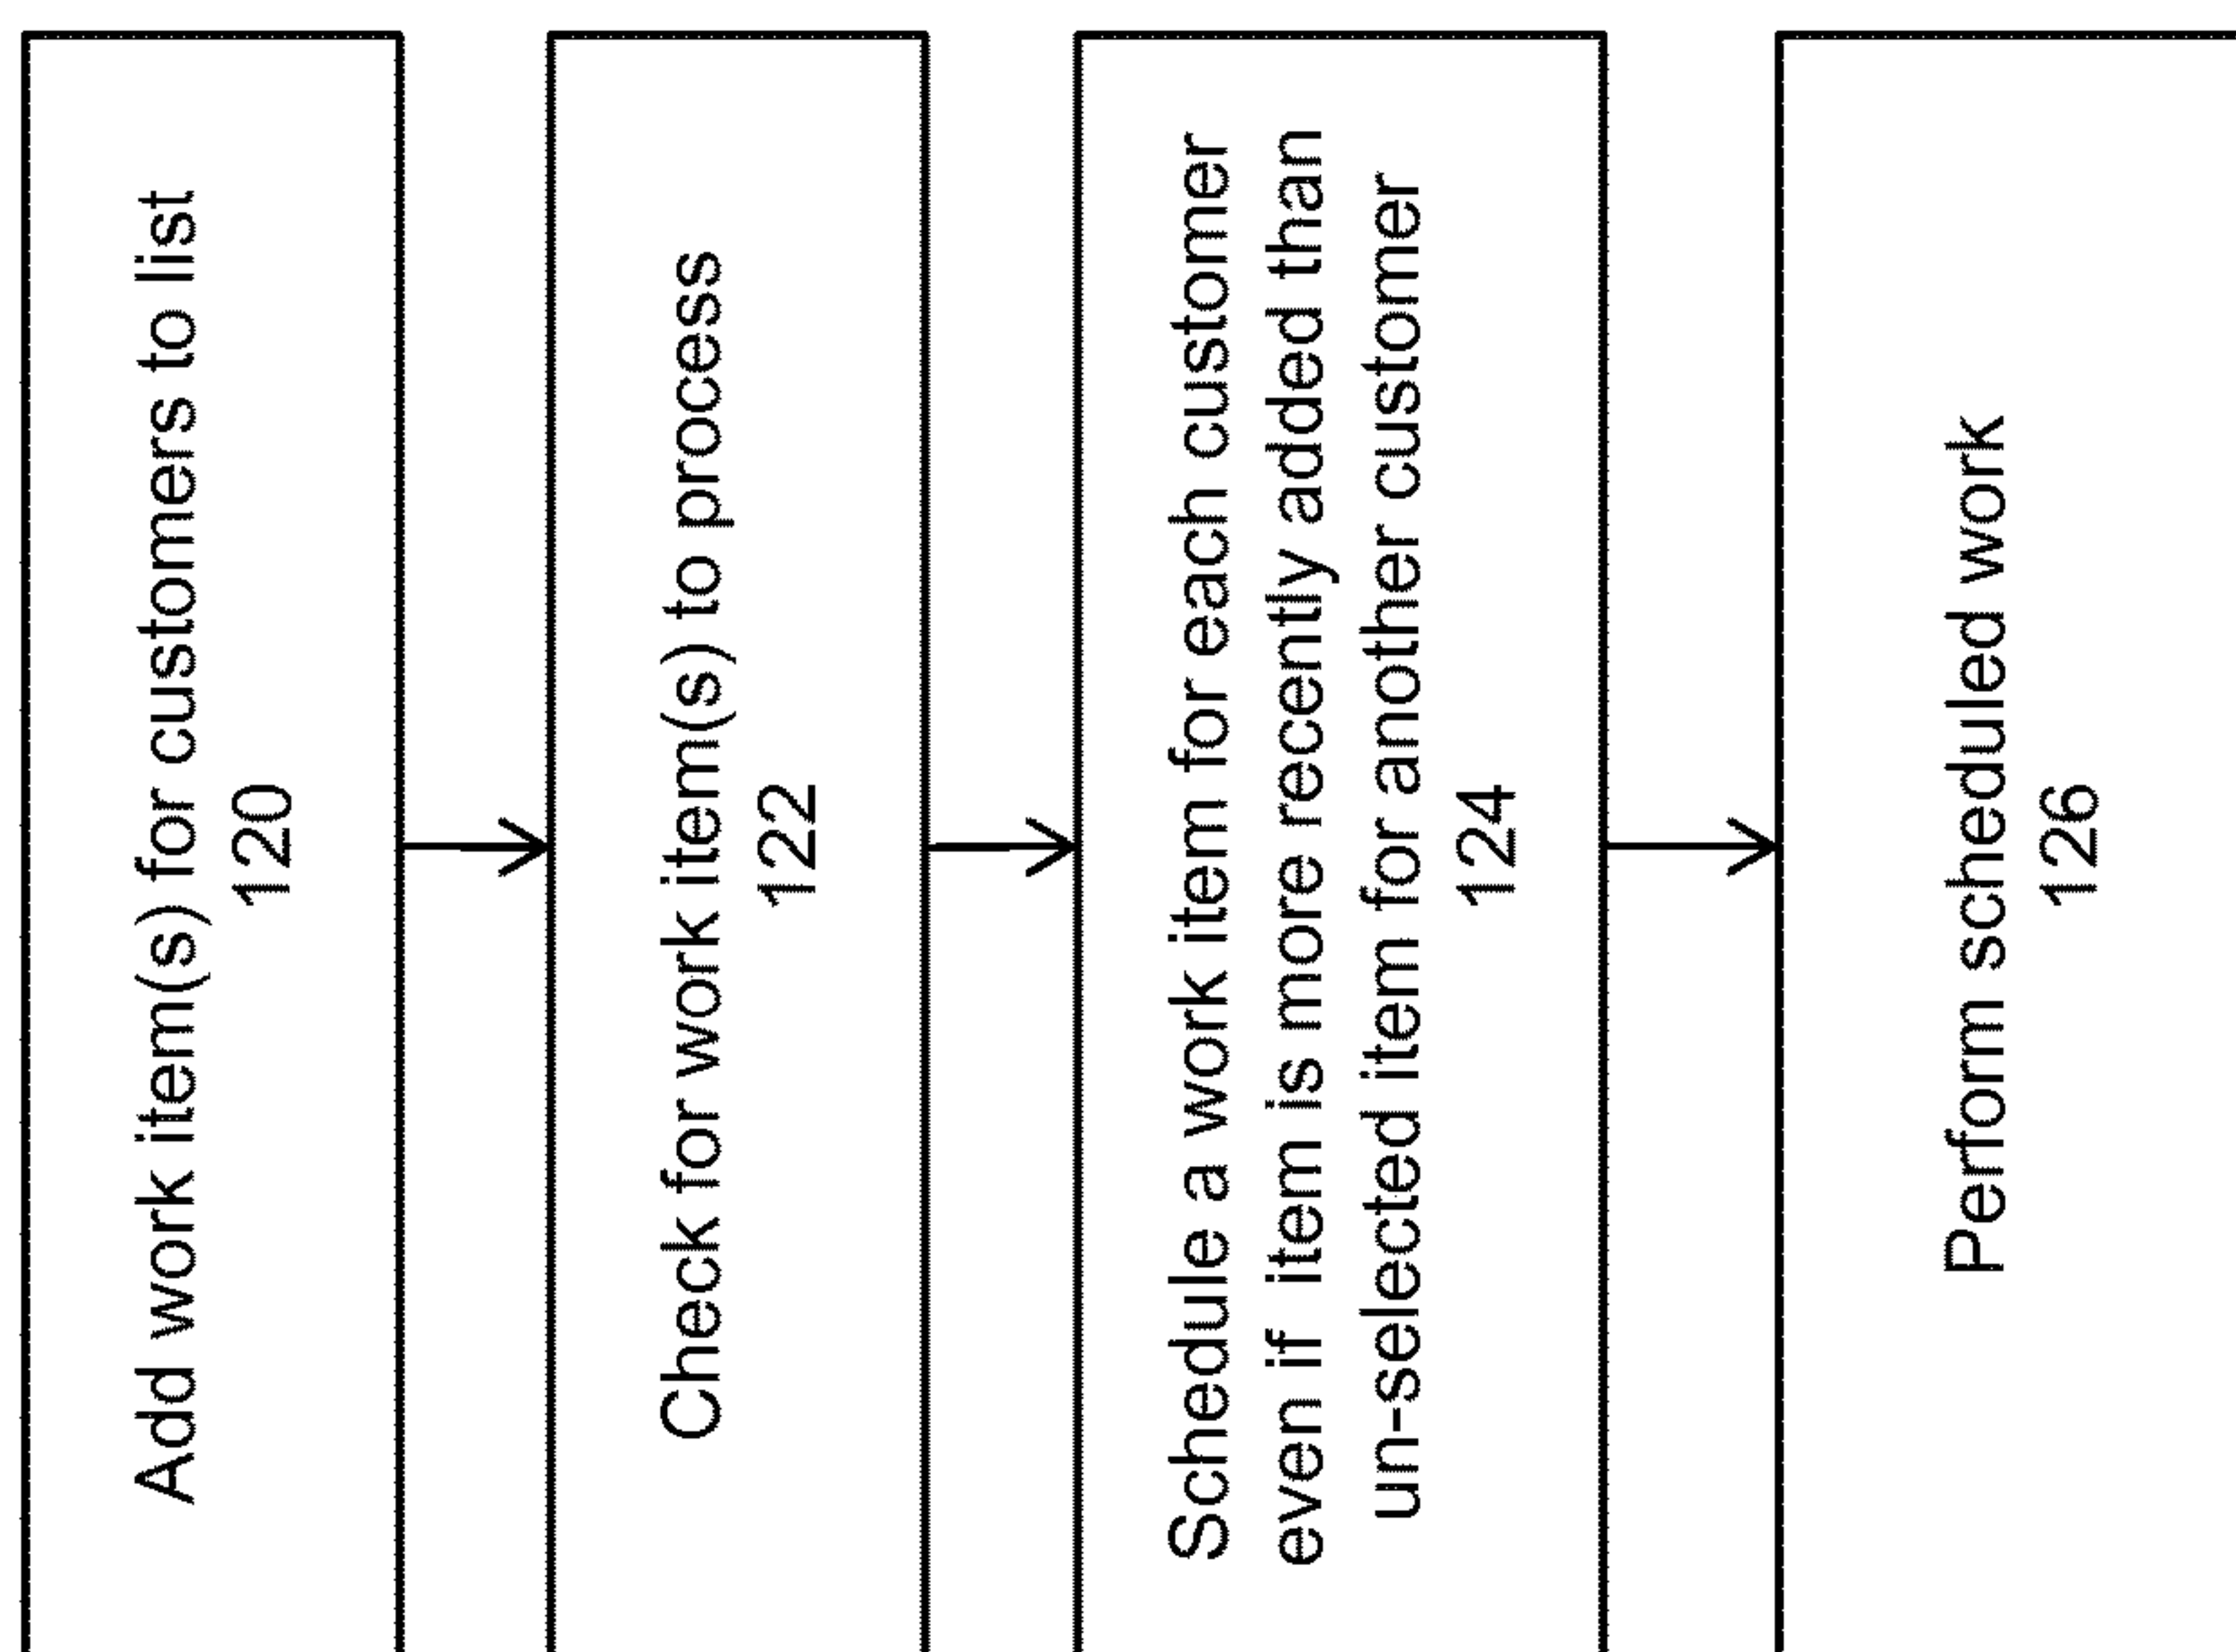 Add work item(s) for customers to list
120
Check for work item(s) to process
122
Schedule a work item for each customer
even if item is more recently added than
un-selected item for another customer
124
Perform scheduled work
126